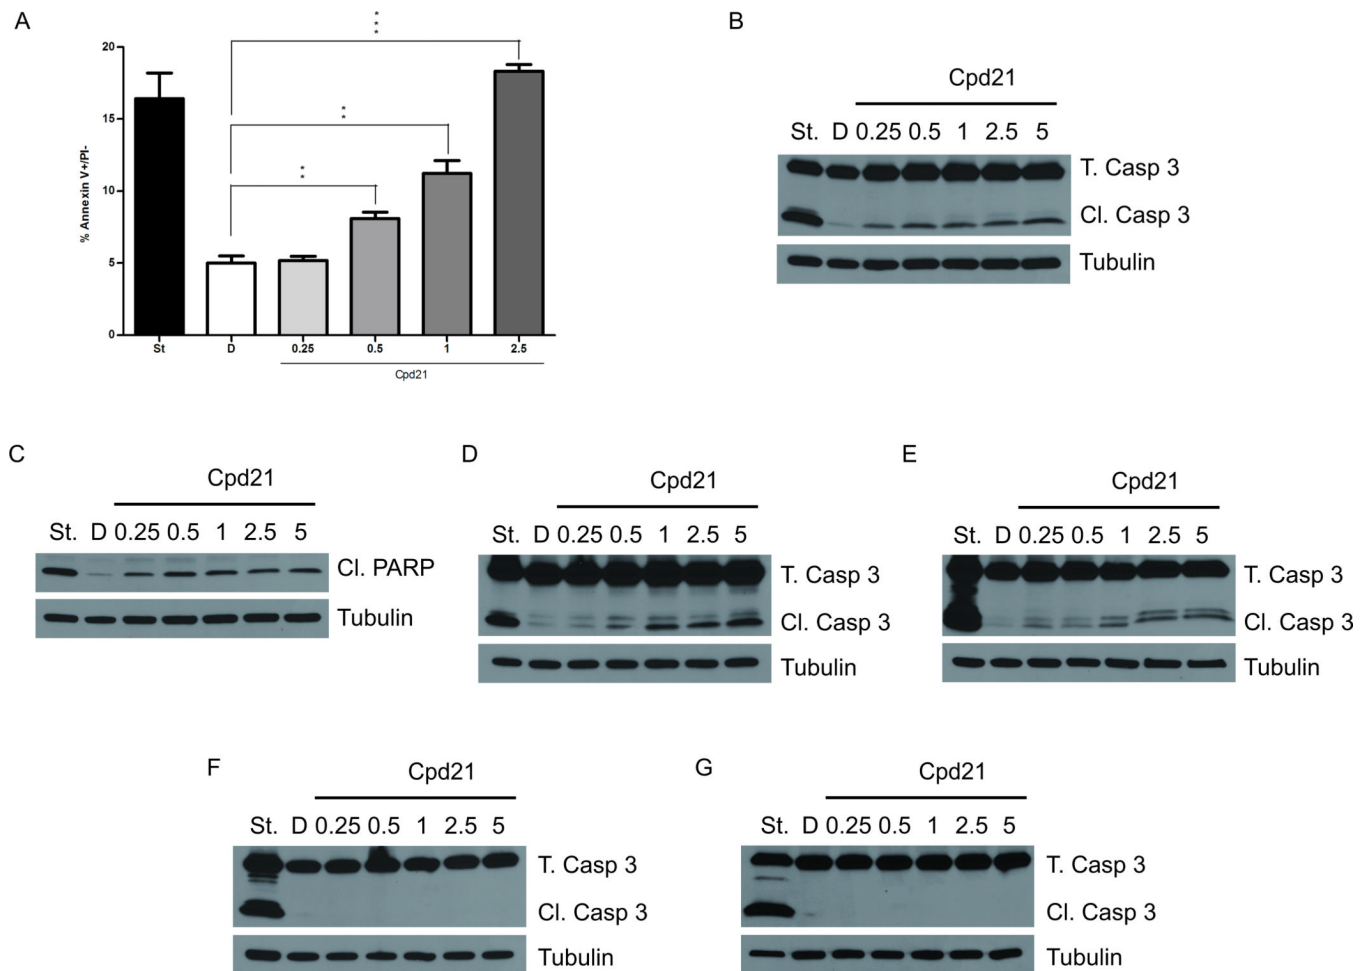 A
* * *
* *
* *
20
15
10
5
0
% Annexin V+/PI-
St D 0.25 0.5 1 2.5
Cpd21
B
Cpd21
St. D 0.25 0.5 1 2.5 5
T. Casp 3
Cl. Casp 3
Tubulin
C
Cpd21
St. D 0.25 0.5 1 2.5 5
Cl. PARP
Tubulin
D
Cpd21
St. D 0.25 0.5 1 2.5 5
T. Casp 3
Cl. Casp 3
Tubulin
E
Cpd21
St. D 0.25 0.5 1 2.5 5
T. Casp 3
Cl. Casp 3
Tubulin
F
Cpd21
St. D 0.25 0.5 1 2.5 5
T. Casp 3
Cl. Casp 3
Tubulin
G
Cpd21
St. D 0.25 0.5 1 2.5 5
T. Casp 3
Cl. Casp 3
Tubulin